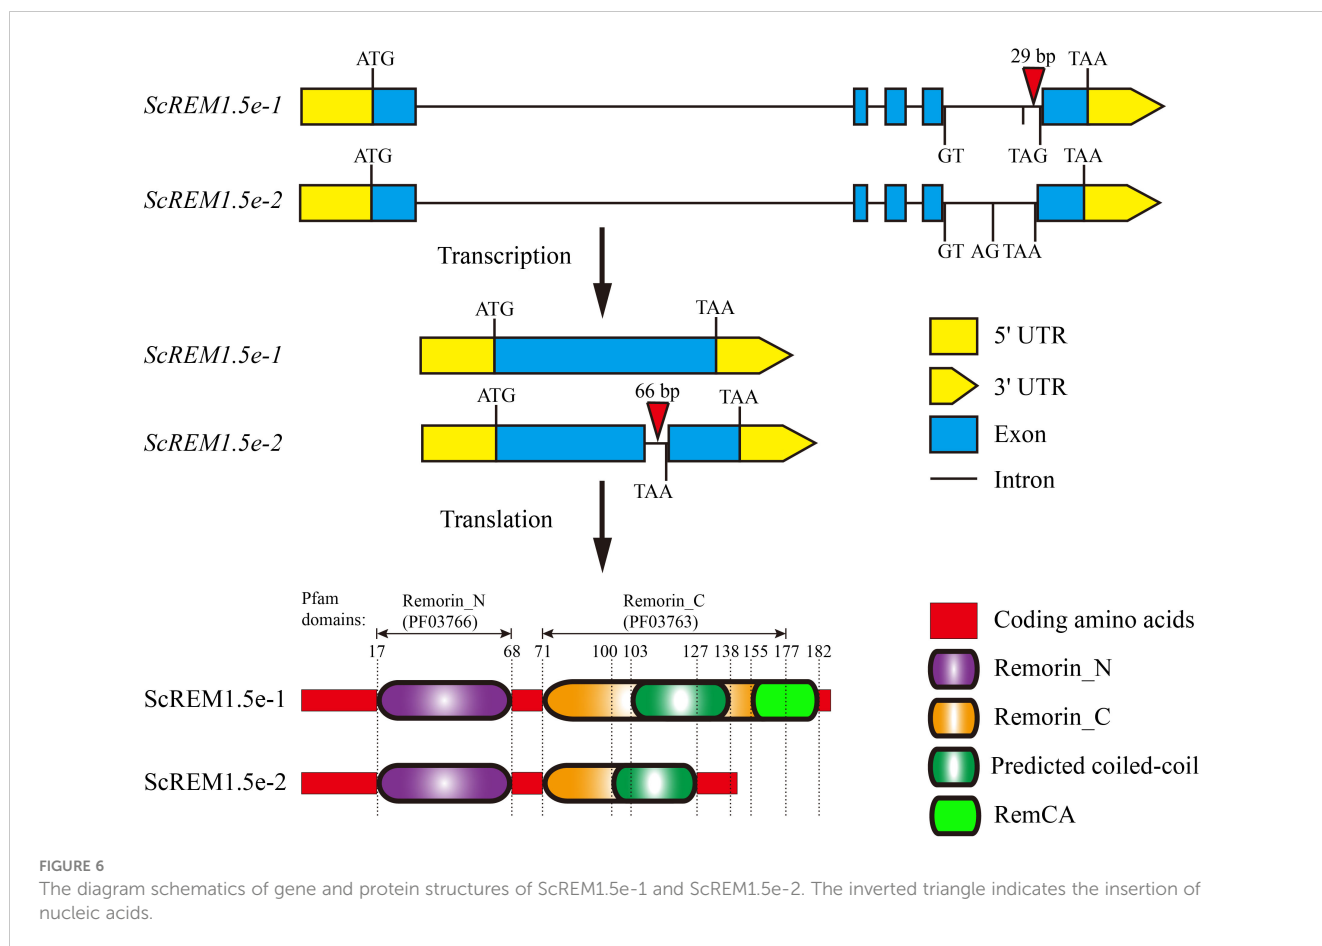 ATG
29 bp
TAA
ScREM1.5e-1
GT
TAG
ATG
TAA
ScREM1.5e-2
GT AG TAA
Transcription
ATG
TAA
ScREM1.5e-1
ATG
66 bp
TAA
ScREM1.5e-2
TAA
5' UTR
3' UTR
Exon
Intron
Translation
Pfam
domains:
Remorin_N
(PF03766)
Remorin_C
(PF03763)
17 68 71 100 103 127 138 155 177 182
ScREM1.5e-1
ScREM1.5e-2
Coding amino acids
Remorin_N
Remorin_C
Predicted coiled-coil
RemCA
FIGURE 6
The diagram schematics of gene and protein structures of ScREM1.5e-1 and ScREM1.5e-2. The inverted triangle indicates the insertion of
nucleic acids.